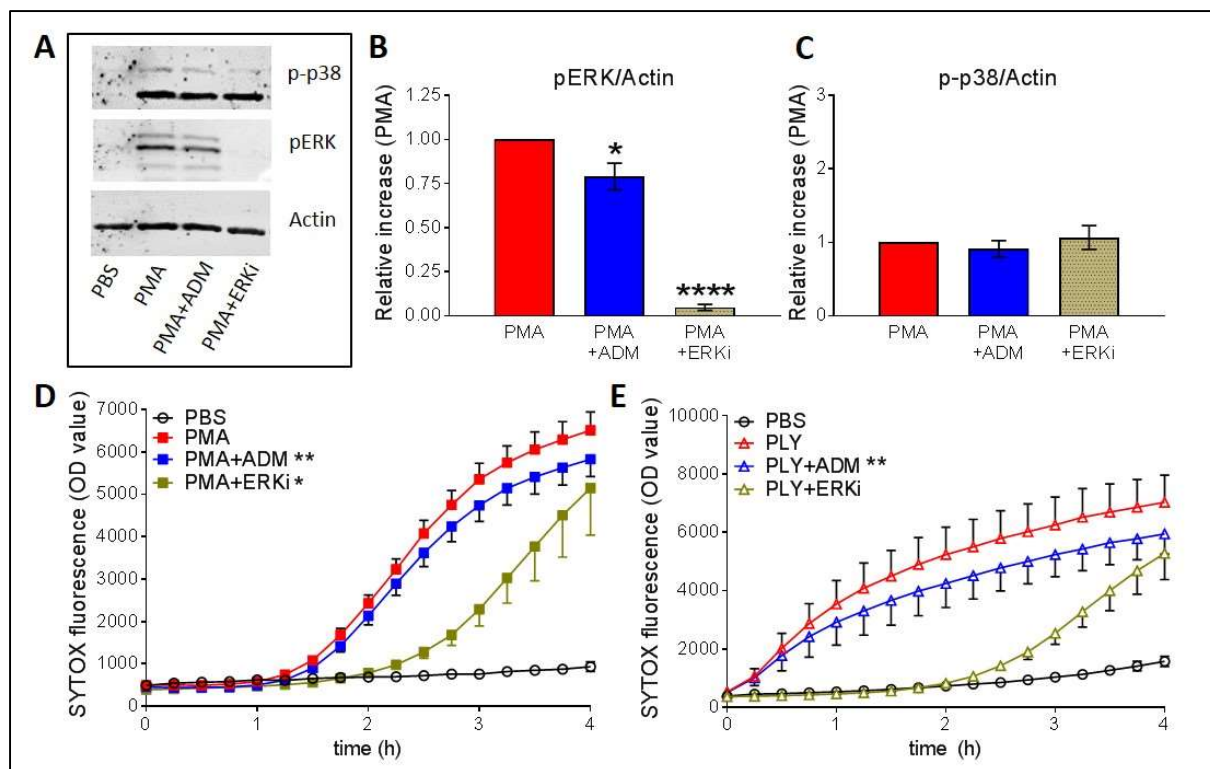 A
p-p38
pERK
Actin
PBS
PMA
PMA+ADM
PMA+ERKi
B
pERK/Actin
Relative increase (PMA)
1.25
1.00
0.75
0.50
0.25
0.00
*
****
PMA
PMA
+ADM
PMA
+ERKi
C
p-p38/Actin
Relative increase (PMA)
3
2
1
0
PMA
PMA
+ADM
PMA
+ERKi
D
SYTOX fluorescence (OD value)
7000
6000
5000
4000
3000
2000
1000
0
PBS
PMA
PMA+ADM **
PMA+ERKi *
0
1
2
3
4
time (h)
E
SYTOX fluorescence (OD value)
10000
8000
6000
4000
2000
0
PBS
PLY
PLY+ADM **
PLY+ERKi
0
1
2
3
4
time (h)